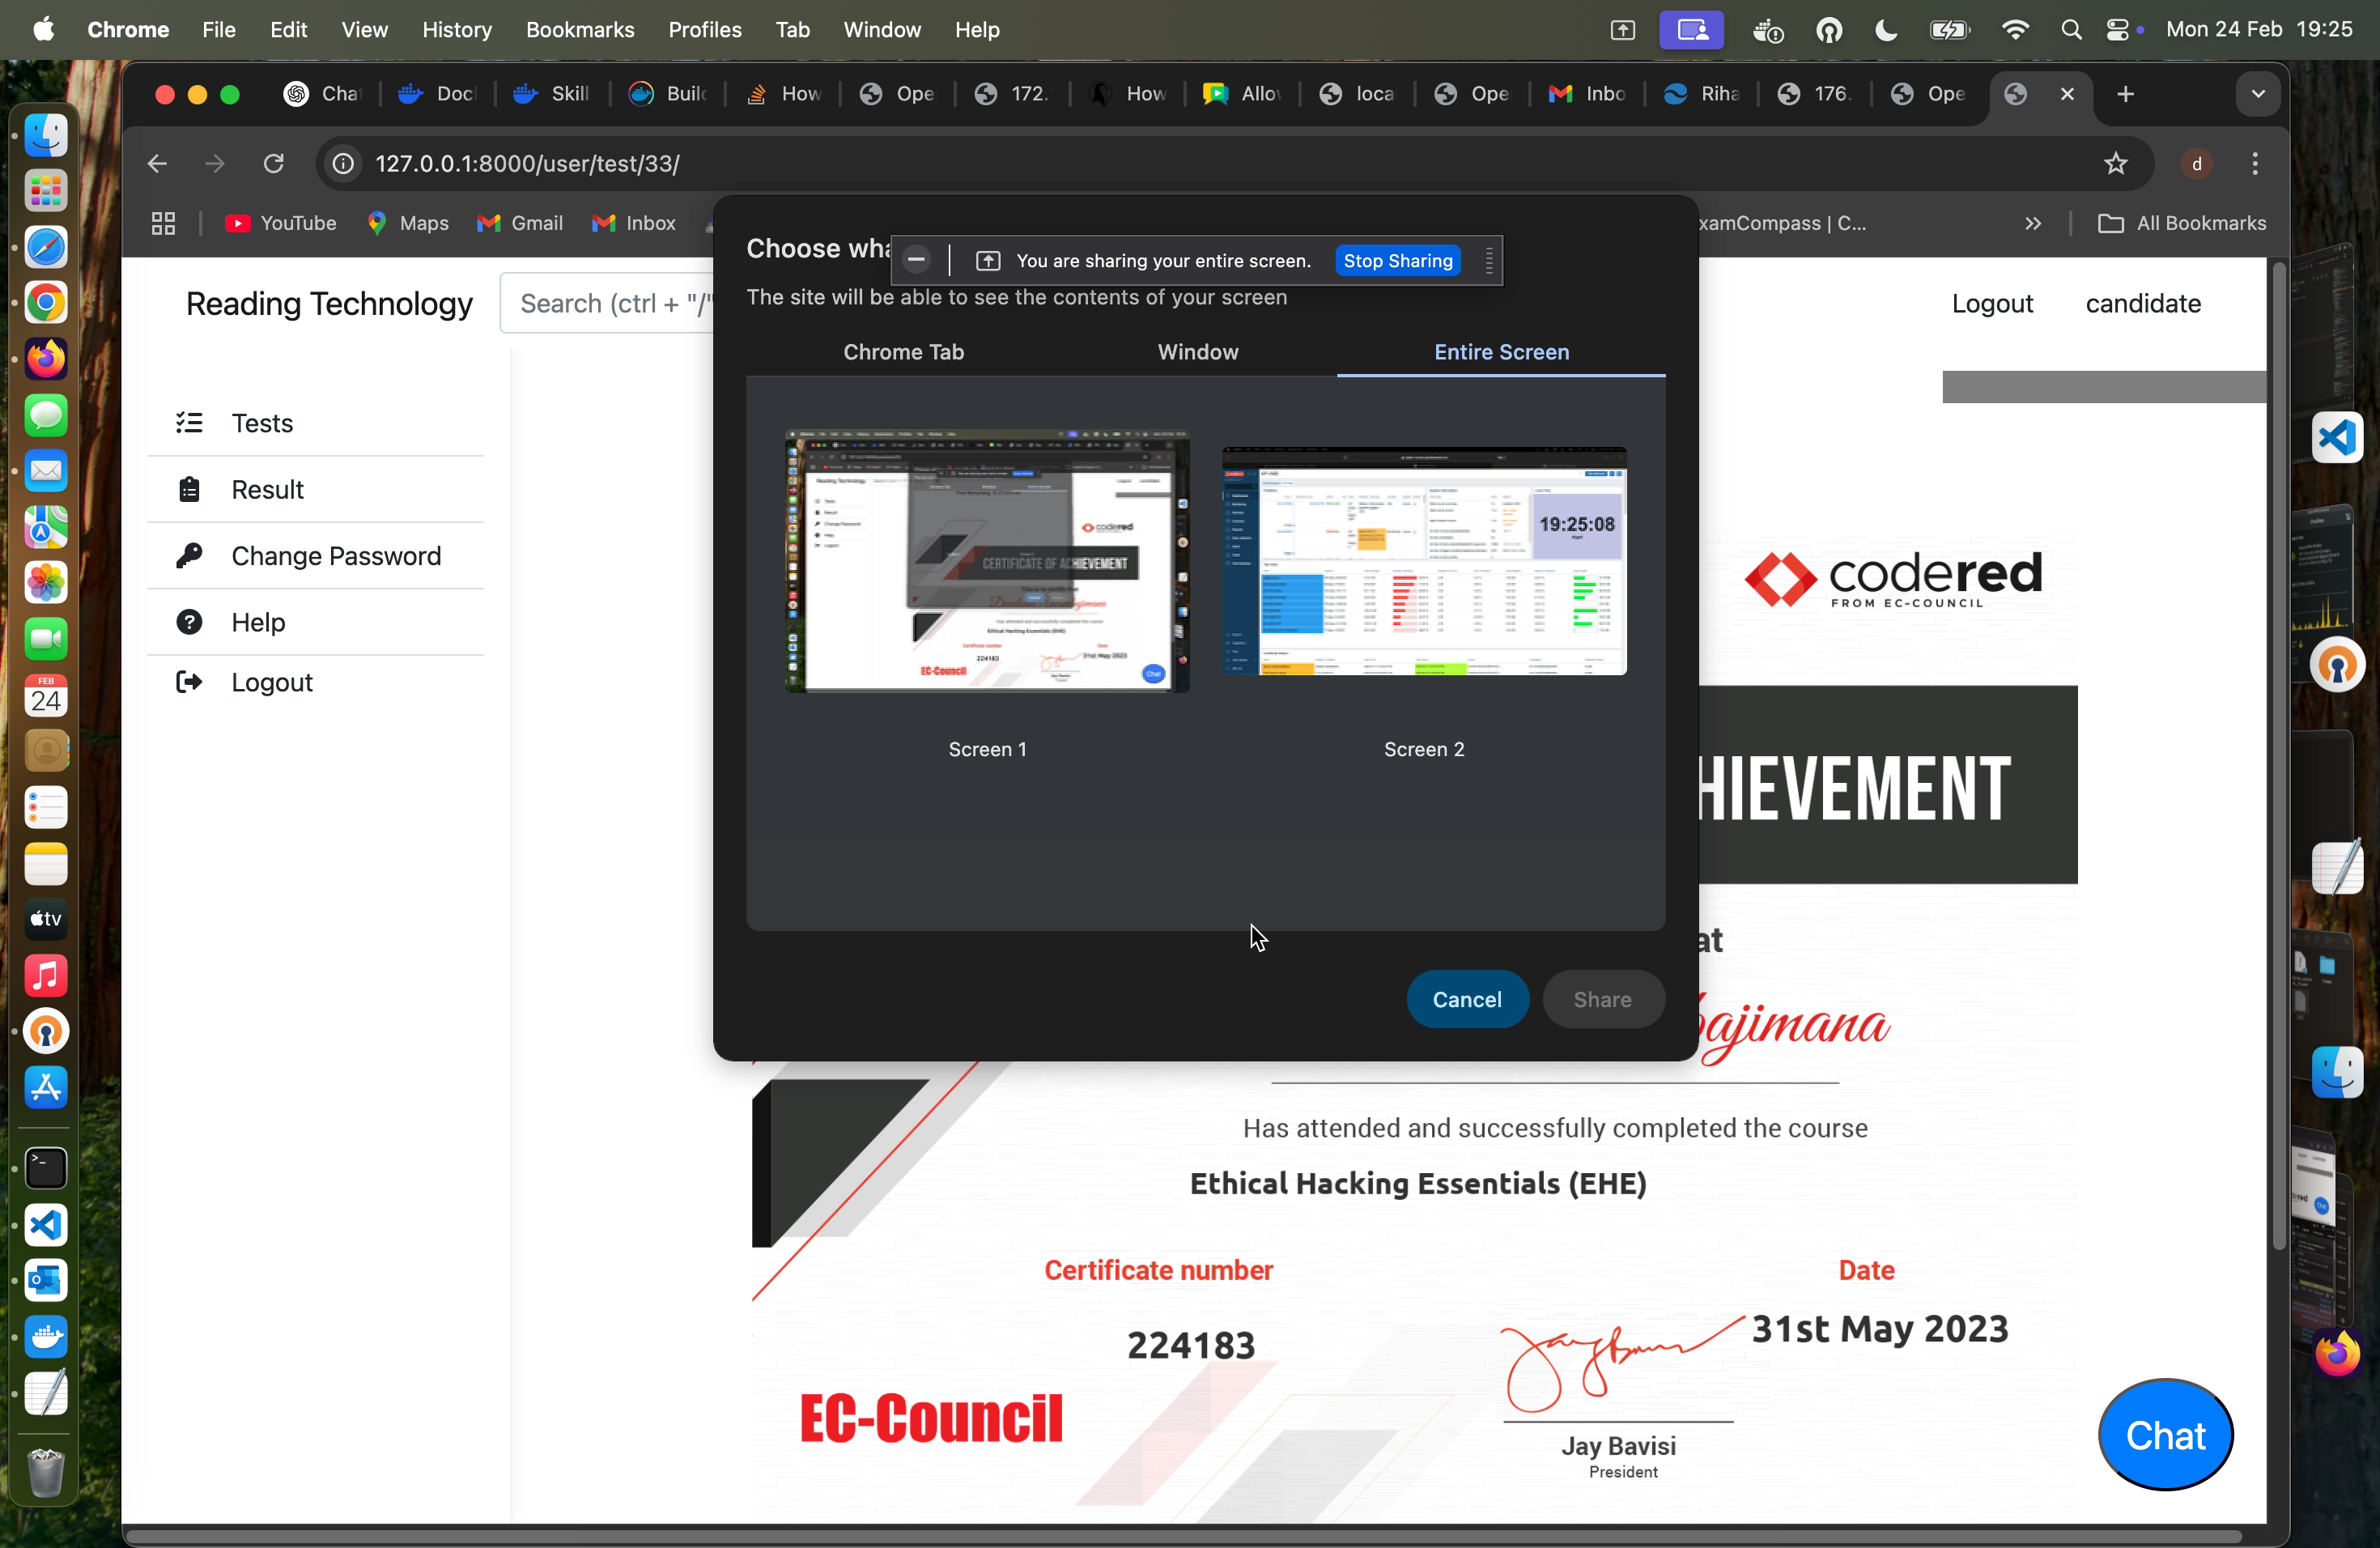 Chrome File Edit View History Bookmarks Profiles Tab Window Help Mon 24 Feb 19:25
Cha Doc Skill Build How Ope 172. How Allo loca Ope Inbo Riha 176. Ope
127.0.0.1:8000/user/test/33/ d
YouTube Maps Gmail Inbox xamCompass | C... All Bookmarks
Choose wha
You are sharing your entire screen. Stop Sharing
The site will be able to see the contents of your screen
Reading Technology Search (ctrl + "/" Logout candidate
Chrome Tab Window Entire Screen
Tests
Result
Change Password
Help
Logout
19:25:08
CERTIFICATE OF ACHIEVEMENT
Screen 1 Screen 2
codered
FROM EC-COUNCIL
HIEVEMENT
at
Cancel Share
bajimana
Has attended and successfully completed the course
Ethical Hacking Essentials (EHE)
Certificate number Date
224183 31st May 2023
EC-Council
Jay Bavisi
President
Chat
FEB
24
tv